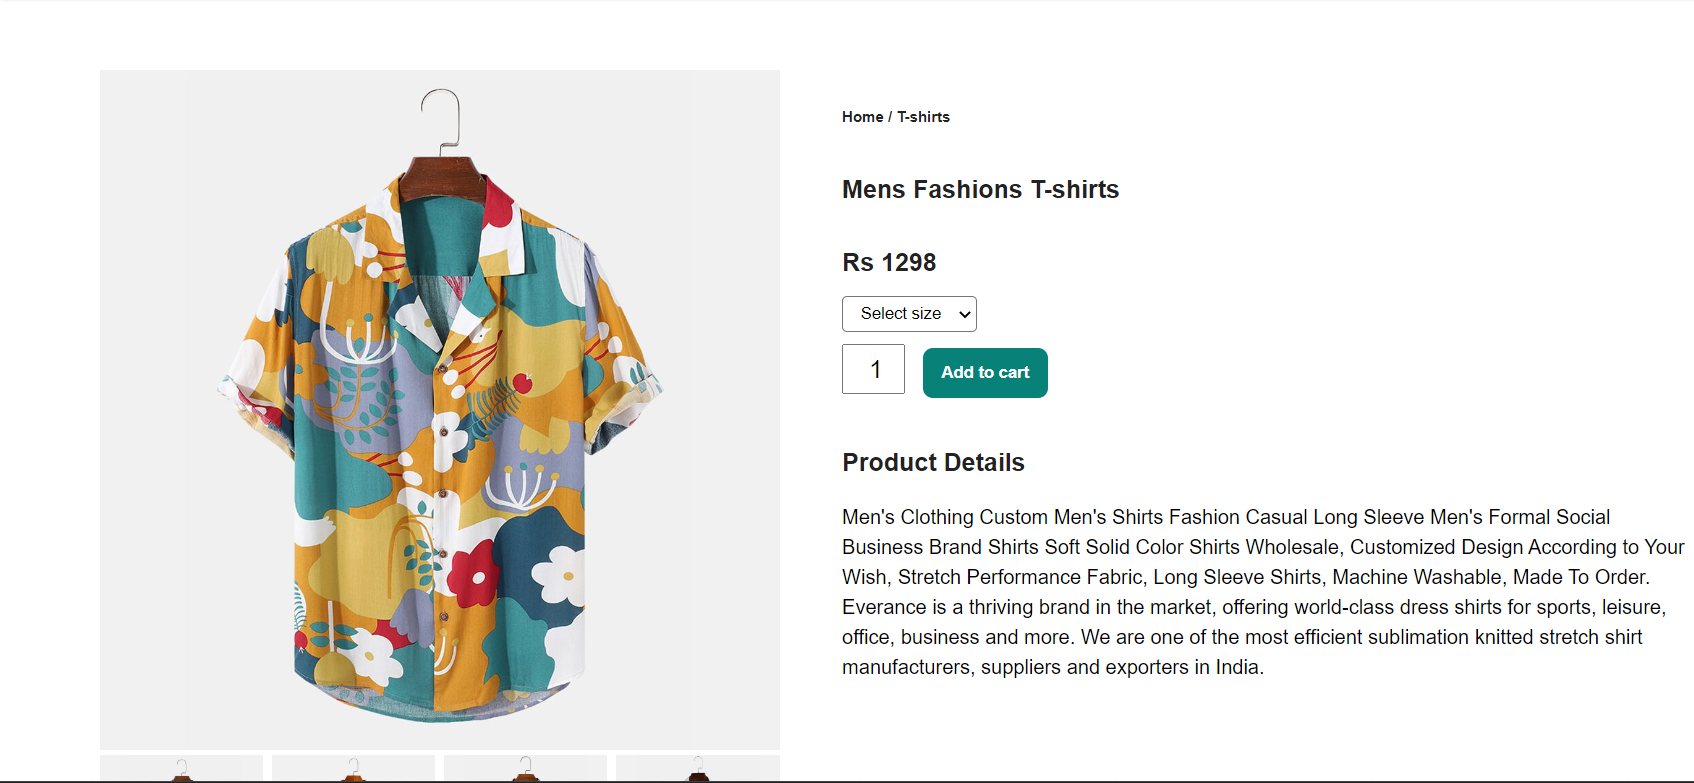 Home / T-shirts
Mens Fashions T-shirts
Rs 1298
Select size
1
Add to cart
Product Details
Men's Clothing Custom Men's Shirts Fashion Casual Long Sleeve Men's Formal Social
Business Brand Shirts Soft Solid Color Shirts Wholesale, Customized Design According to Your
Wish, Stretch Performance Fabric, Long Sleeve Shirts, Machine Washable, Made To Order.
Everance is a thriving brand in the market, offering world-class dress shirts for sports, leisure,
office, business and more. We are one of the most efficient sublimation knitted stretch shirt
manufacturers, suppliers and exporters in India.